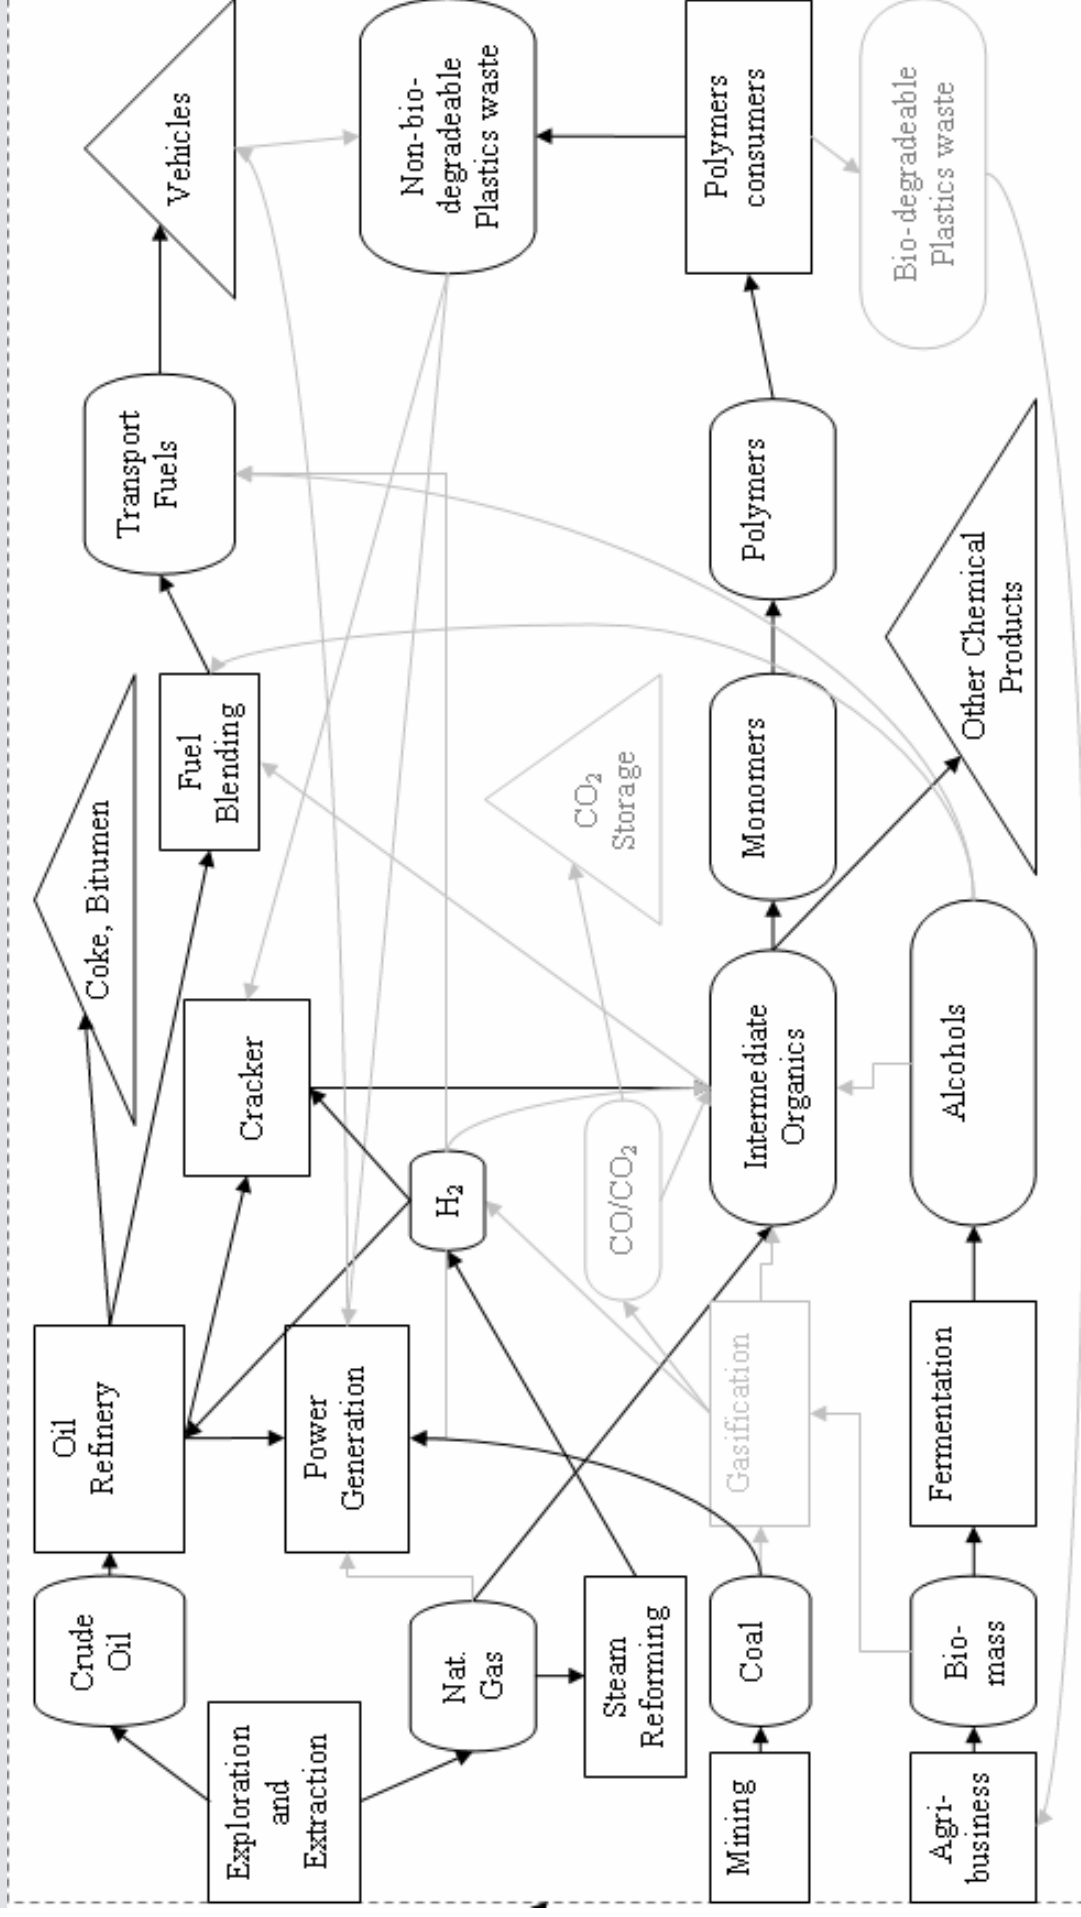 Exploration
and
Extraction
Crude
Oil
Oil
Refinery
Coke, Bitumen
Fuel
Blending
Transport
Fuels
Vehicles
Cracker
Power
Generation
Nat.
Gas
H₂
Non-bio-
degradeable
Plastics waste
Steam
Reforming
CO/CO₂
CO₂
Storage
Mining
Coal
Gasification
Intermediate
Organics
Monomers
Polymers
Polymers
consumers
Agri-
business
Bio-
mass
Fermentation
Alcohols
Other Chemical
Products
Bio-degradeable
Plastics waste